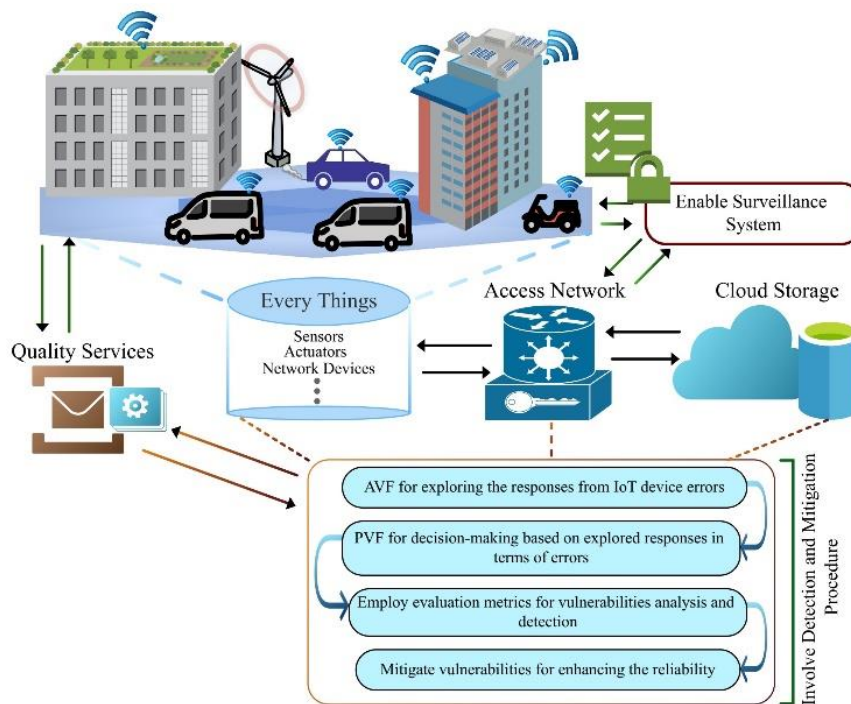 Enable Surveillance
System
Every Things
Access Network
Cloud Storage
Sensors
Actuators
Network Devices
Quality Services
AVF for exploring the responses from IoT device errors
PVF for decision-making based on explored responses in
terms of errors
Employ evaluation metrics for vulnerabilities analysis and
detection
Mitigate vulnerabilities for enhancing the reliability
Involve Detection and Mitigation
Procedure